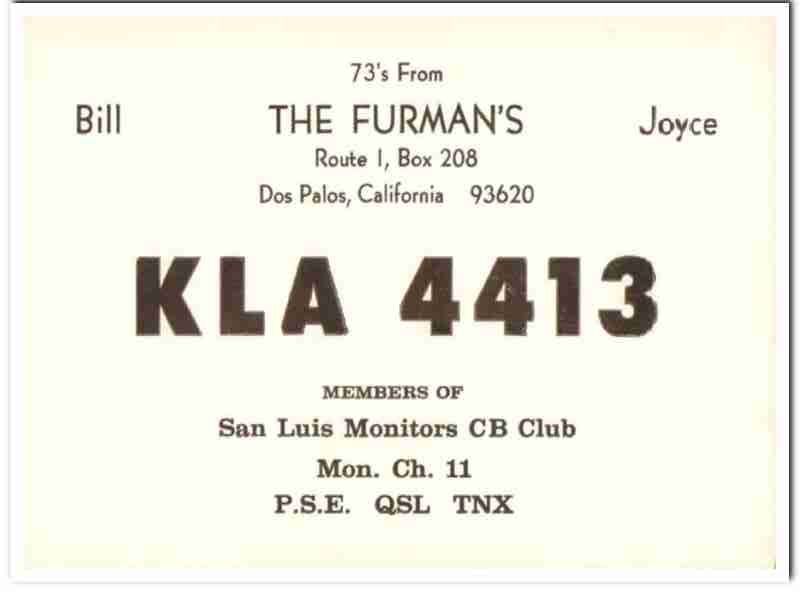 73's From
Bill THE FURMAN'S Joyce
Route 1, Box 208
Dos Palos, California 93620
KLA 4413
MEMBERS OF
San Luis Monitors CB Club
Mon. Ch. 11
P.S.E. QSL TNX